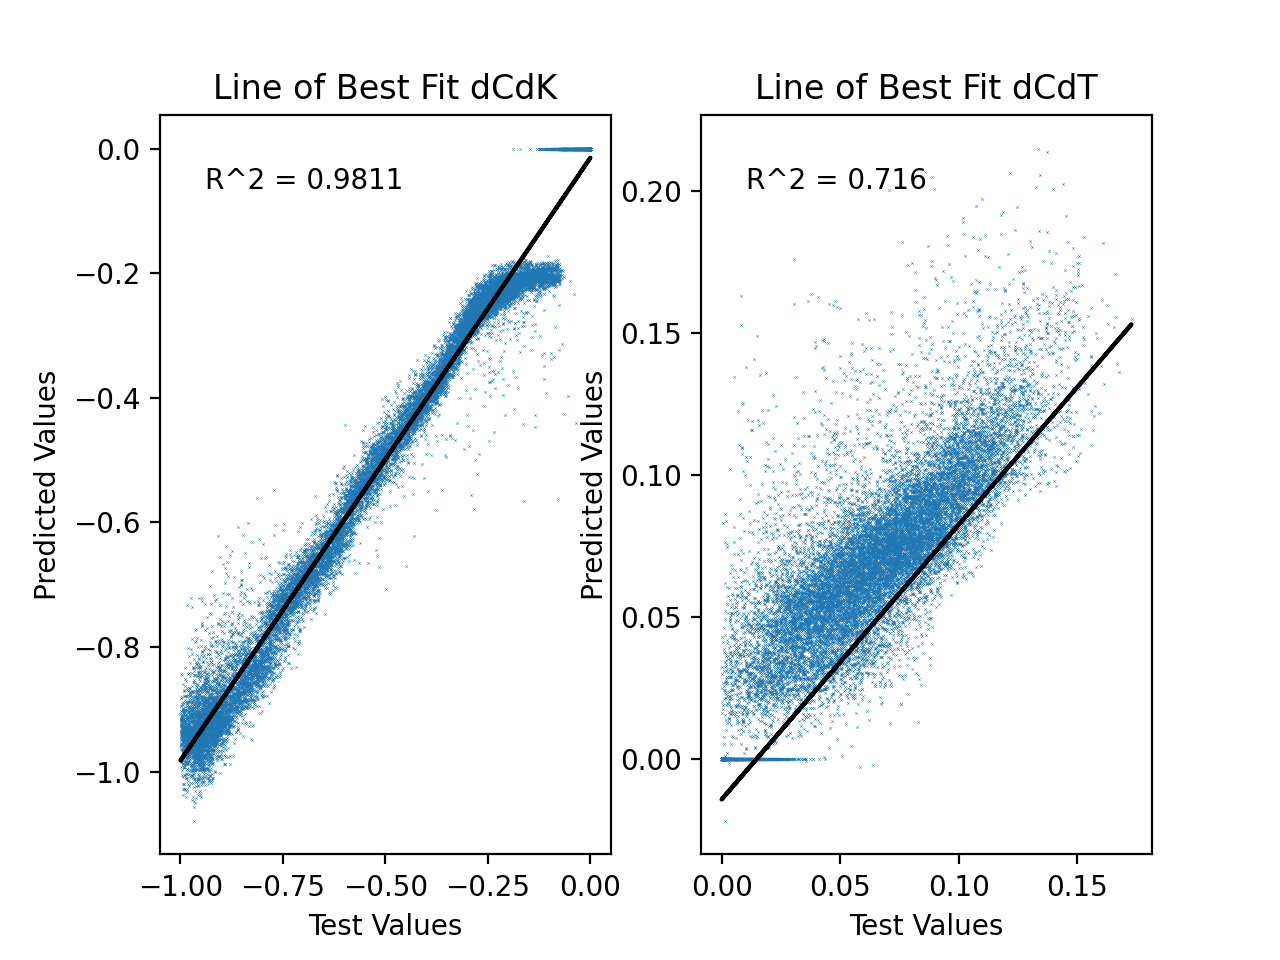 Line of Best Fit dCdK
R^2 = 0.9811
Predicted Values
0.0
−0.2
−0.4
−0.6
−0.8
−1.0
−1.00 −0.75 −0.50 −0.25 0.00
Test Values
Line of Best Fit dCdT
R^2 = 0.716
Predicted Values
0.20
0.15
0.10
0.05
0.00
0.00 0.05 0.10 0.15
Test Values